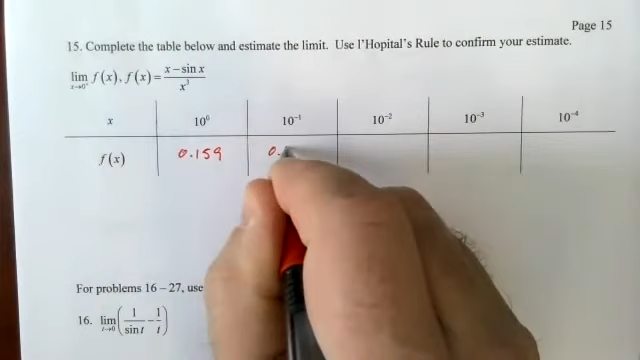 Page 15
15. Complete the table below and estimate the limit. Use l'Hopital's Rule to confirm your estimate.
lim x→0⁺ f(x), f(x) = (x − sin x)/x³
x 10⁰ 10⁻¹ 10⁻² 10⁻³ 10⁻⁴
f(x) 0.159 0.
For problems 16 – 27, use
16. lim t→0 (1/sin t − 1/t)